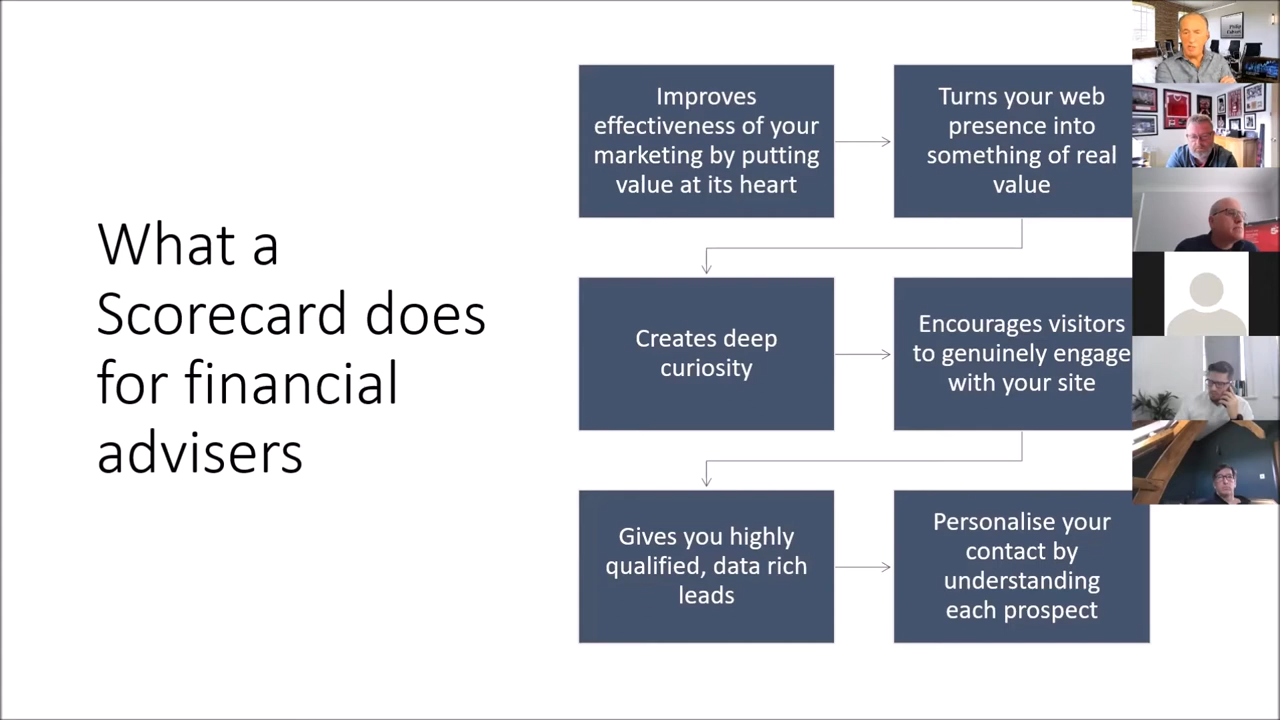 What a
Scorecard does
for financial
advisers
Improves
effectiveness of your
marketing by putting
value at its heart
Turns your web
presence into
something of real
value
Creates deep
curiosity
Encourages visitors
to genuinely engage
with your site
Gives you highly
qualified, data rich
leads
Personalise your
contact by
understanding
each prospect